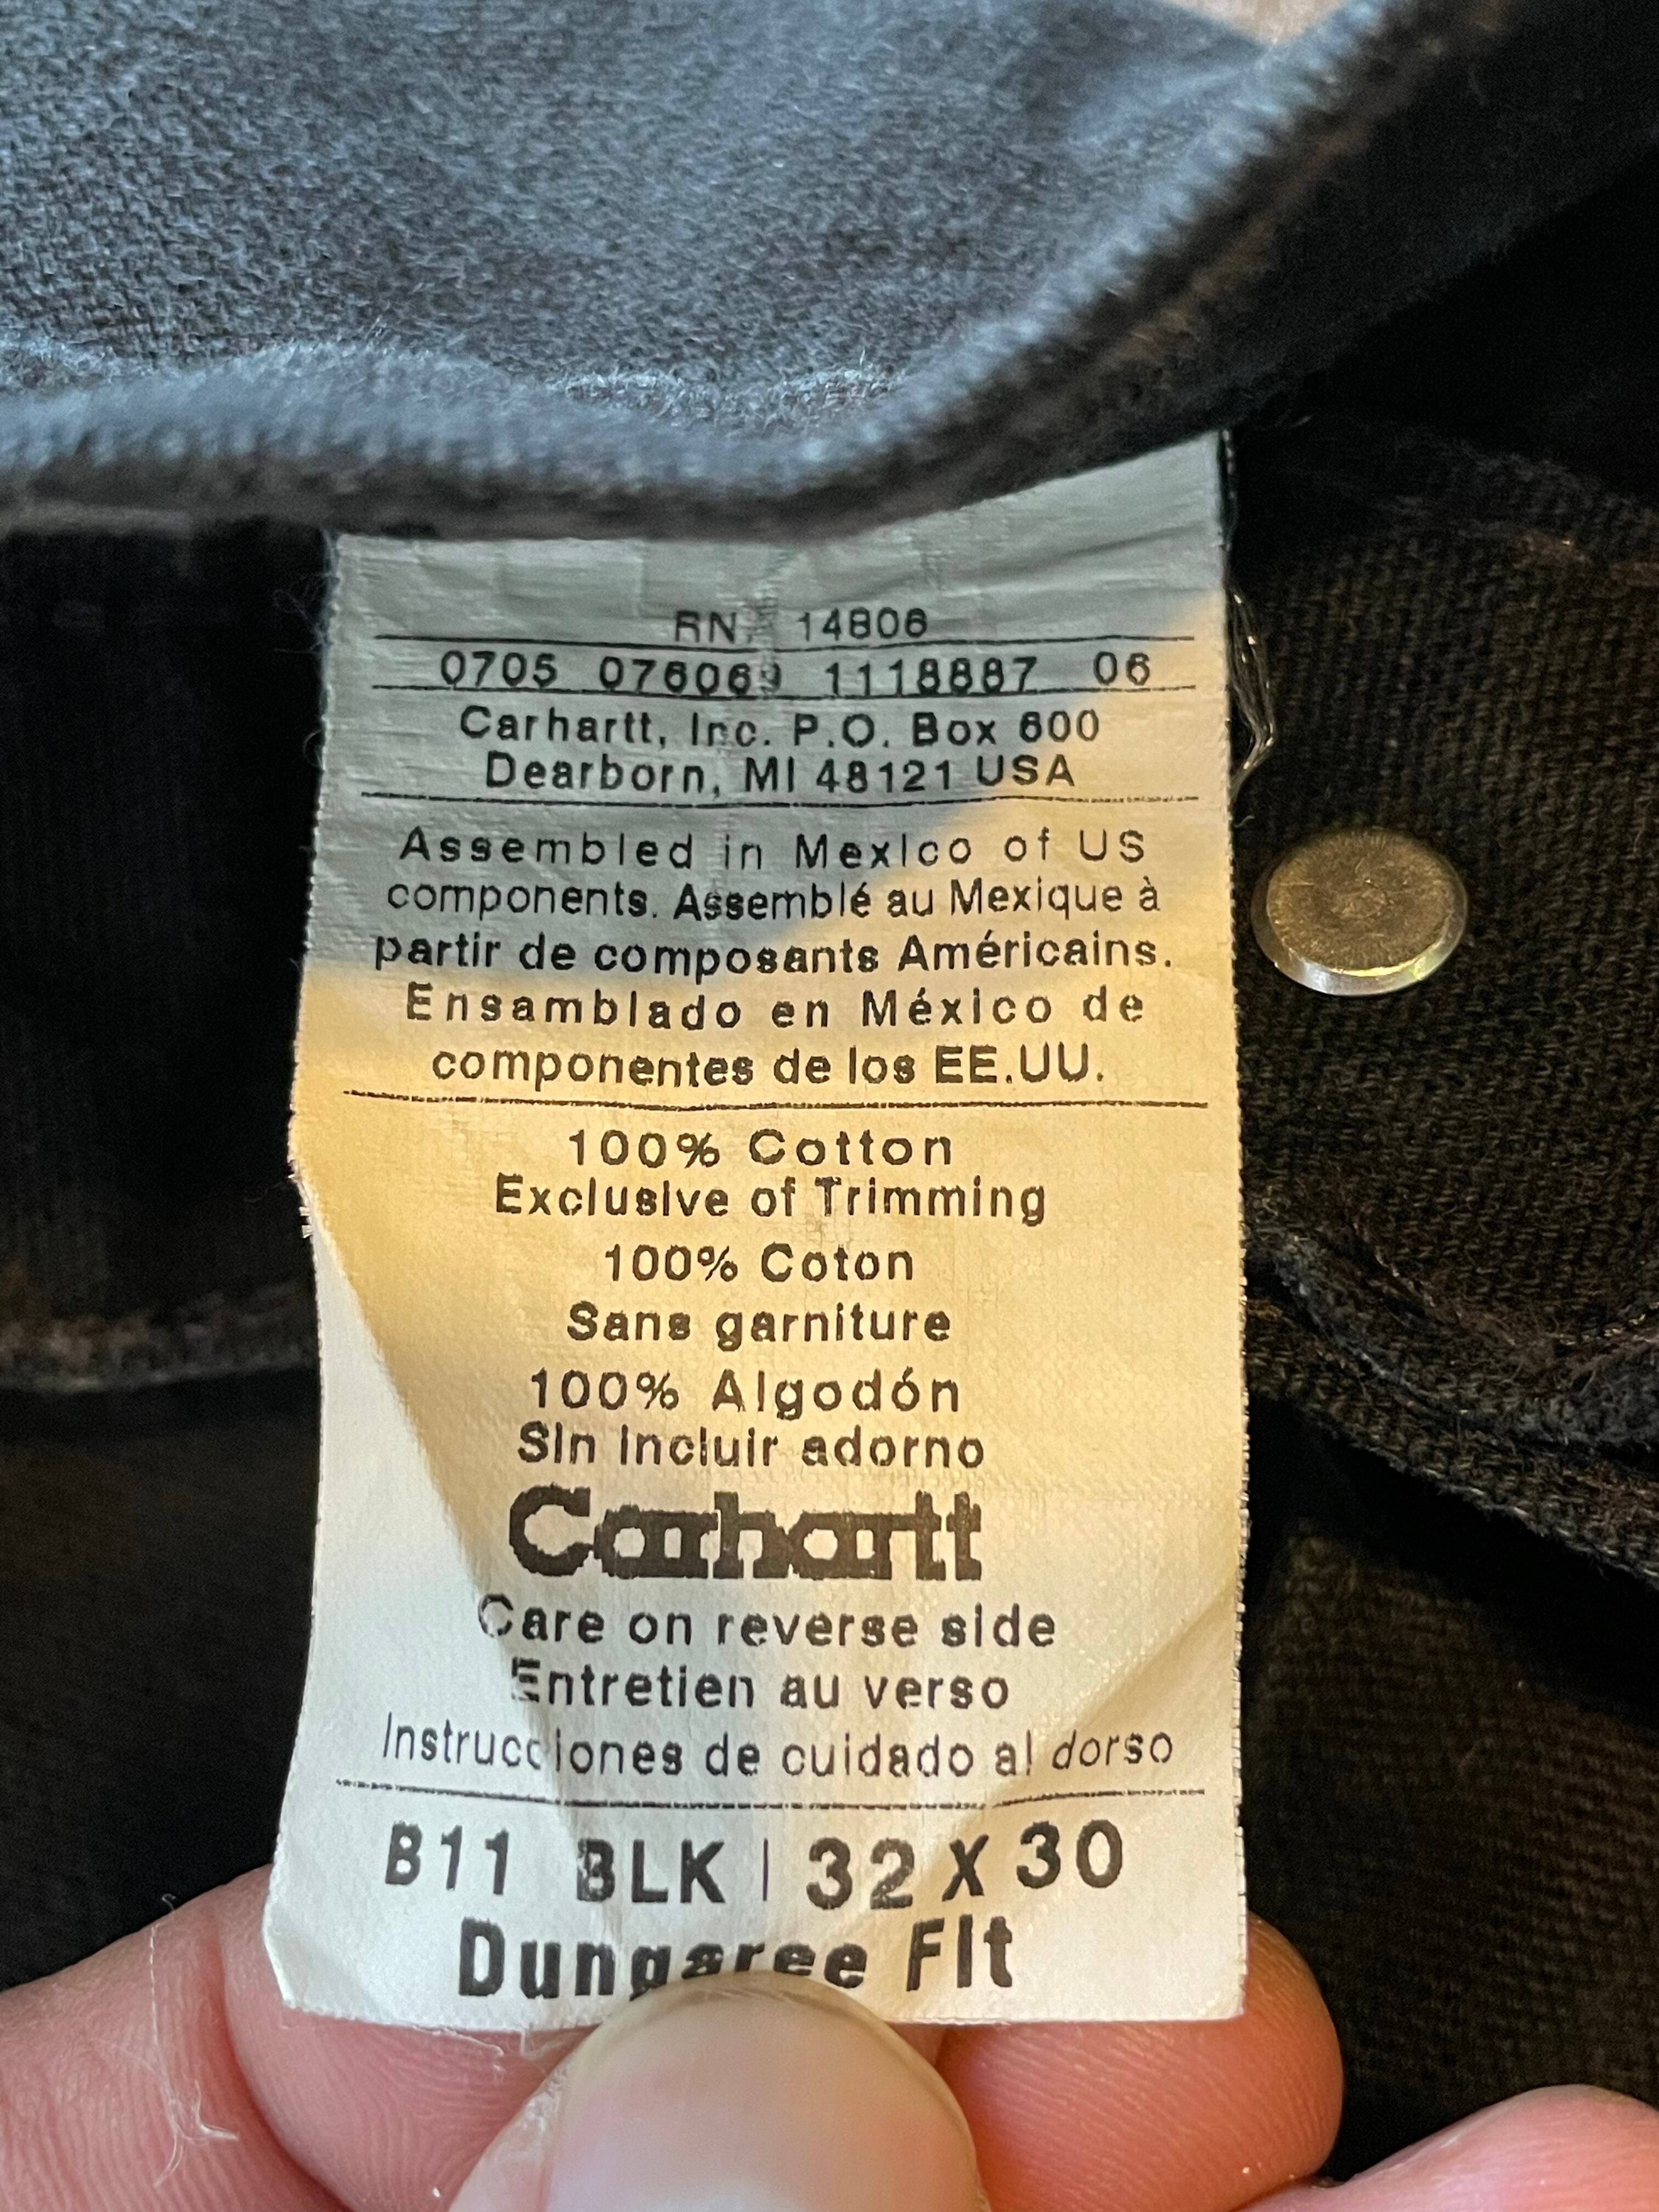 RN 14806
0705 076069 1118887 06
Carhartt, Inc. P.O. Box 600
Dearborn, MI 48121 USA
Assembled in Mexico of US
components. Assemblé au Mexique à
partir de composants Américains.
Ensamblado en México de
componentes de los EE.UU.
100% Cotton
Exclusive of Trimming
100% Coton
Sans garniture
100% Algodón
Sin incluir adorno
Carhartt
Care on reverse side
Entretien au verso
Instrucciones de cuidado al dorso
B11 BLK | 32 X 30
Dungaree Fit